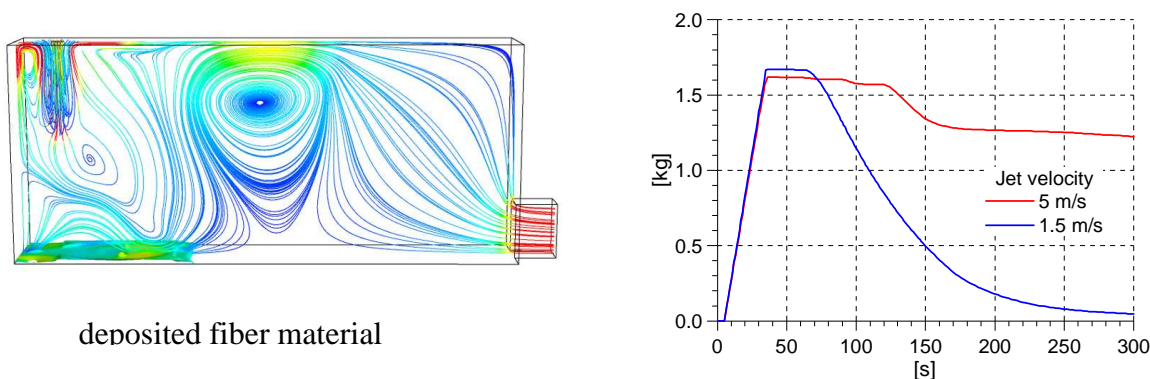 deposited fiber material
2.0
1.5
1.0
0.5
0.0
[kg]
Jet velocity
5 m/s
1.5 m/s
0 50 100 150 200 250 300
[s]